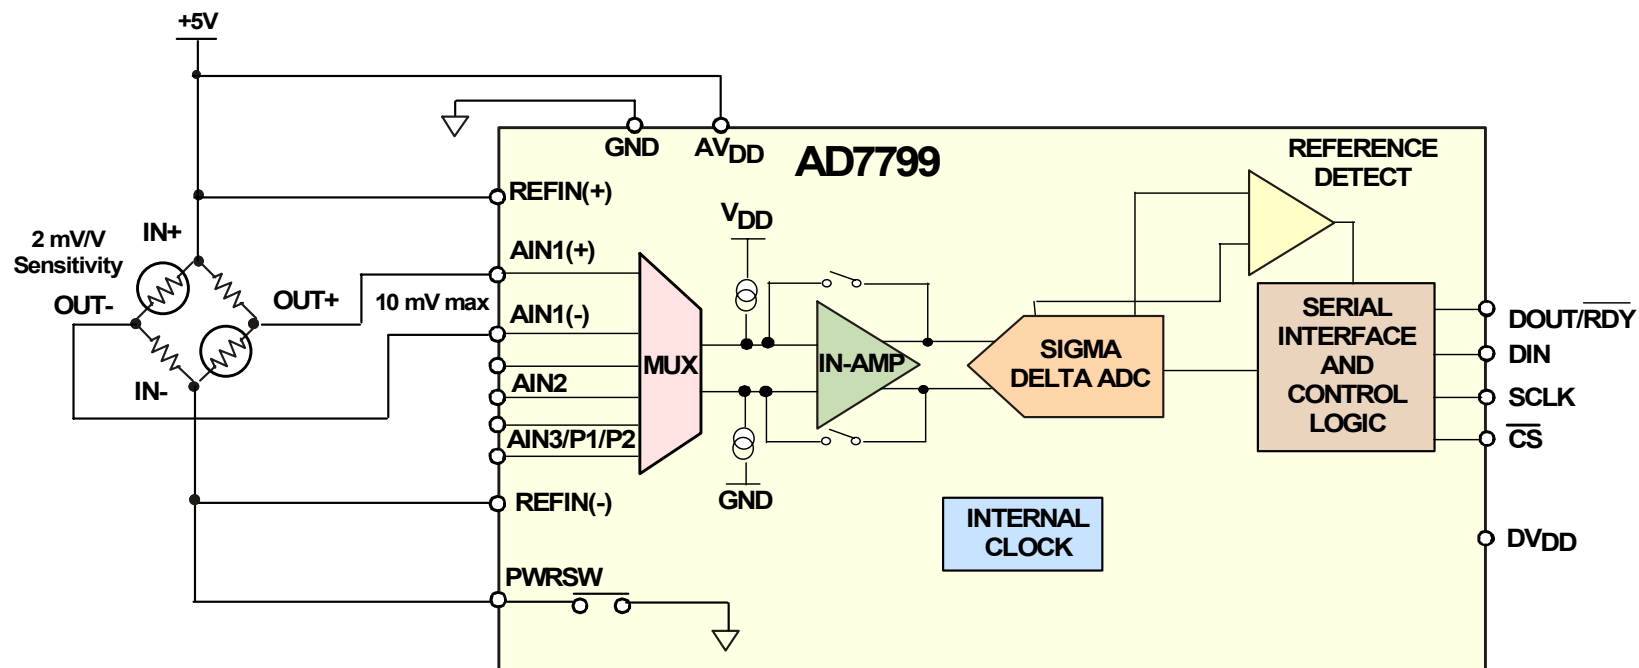 +5V
GND
AVDD
AD7799
REFERENCE
DETECT
REFIN(+)
VDD
2 mV/V
Sensitivity
IN+
AIN1(+)
OUT-
OUT+
10 mV max
AIN1(-)
MUX
IN-AMP
SIGMA
DELTA ADC
SERIAL
INTERFACE
AND
CONTROL
LOGIC
DOUT/R̅D̅Y̅
DIN
SCLK
C̅S̅
IN-
AIN2
AIN3/P1/P2
GND
REFIN(-)
INTERNAL
CLOCK
DVDD
PWRSW